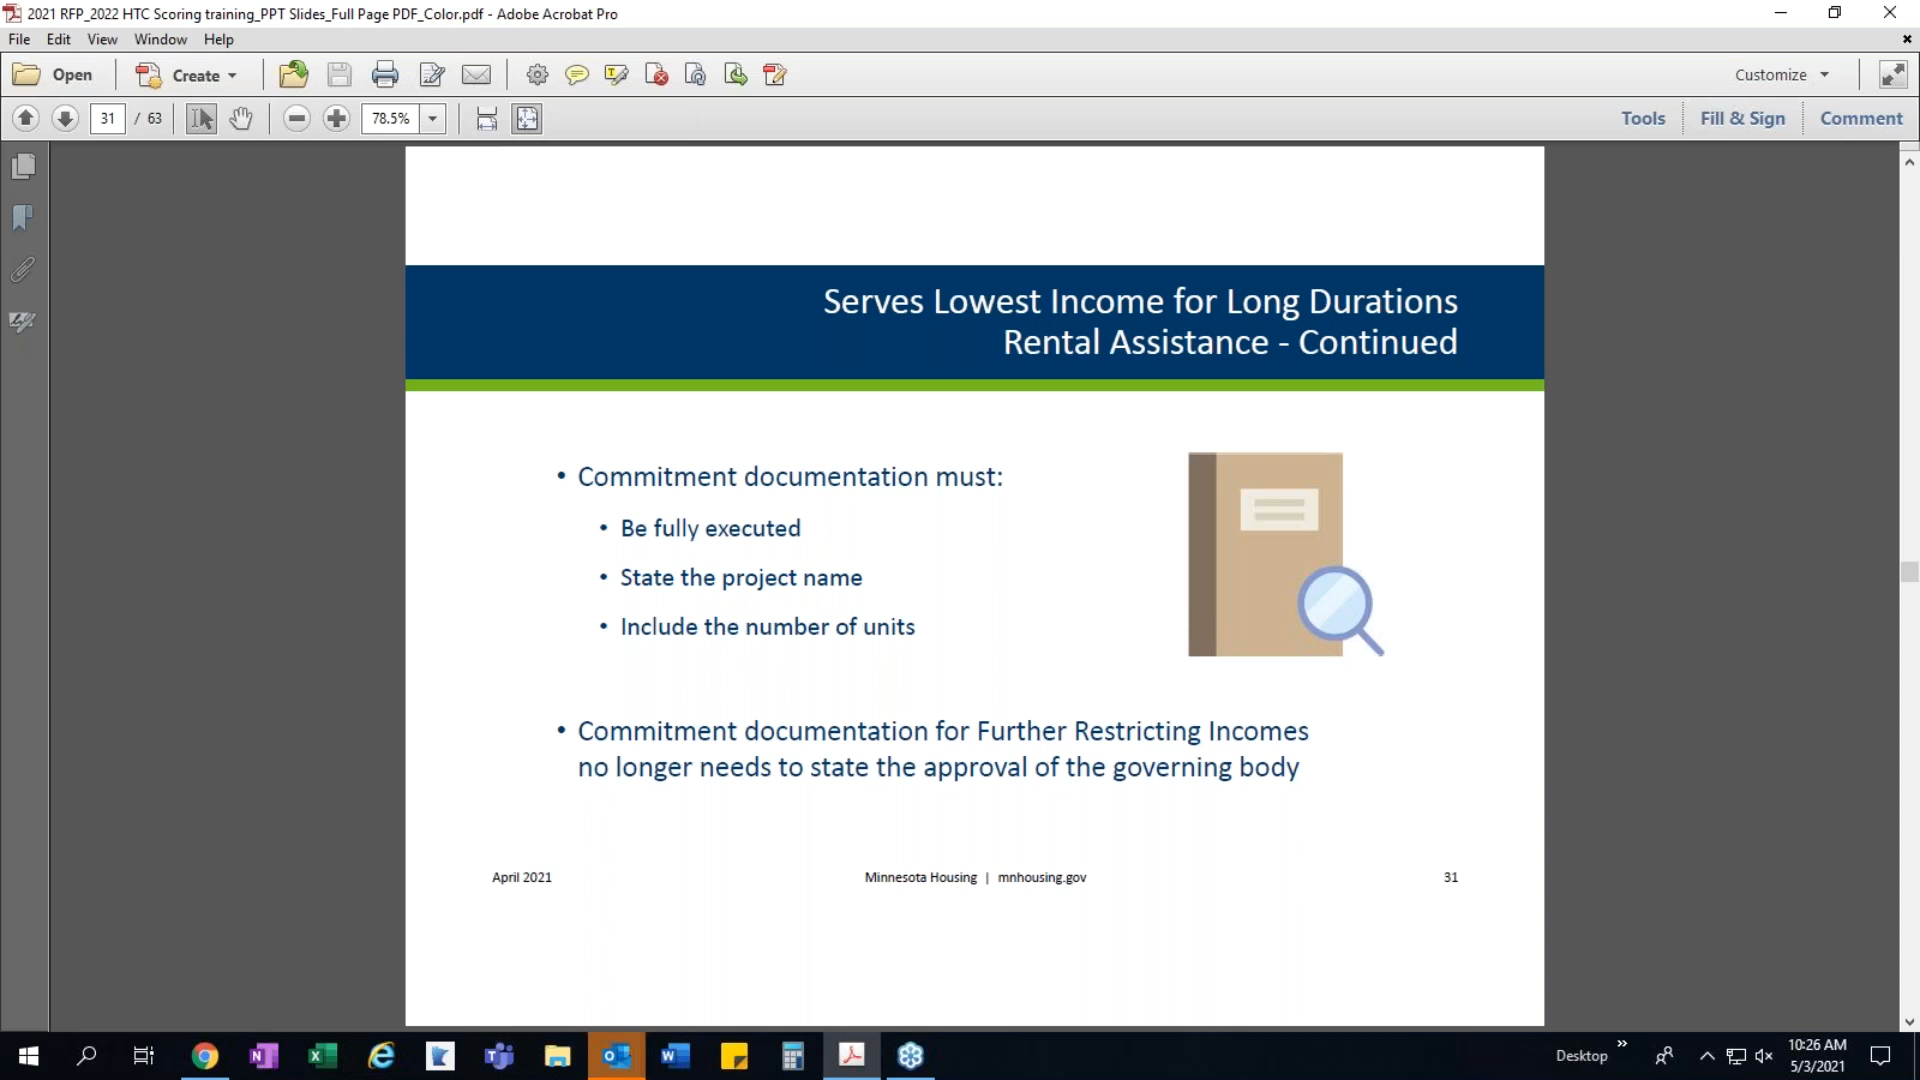 2021 RFP_2022 HTC Scoring training_PPT Slides_Full Page PDF_Color.pdf - Adobe Acrobat Pro
File Edit View Window Help
Open Create Customize
31 / 63 78.5% Tools Fill & Sign Comment
Serves Lowest Income for Long Durations
Rental Assistance - Continued
• Commitment documentation must:
• Be fully executed
• State the project name
• Include the number of units
• Commitment documentation for Further Restricting Incomes
no longer needs to state the approval of the governing body
April 2021 Minnesota Housing | mnhousing.gov 31
Desktop 10:26 AM
5/3/2021